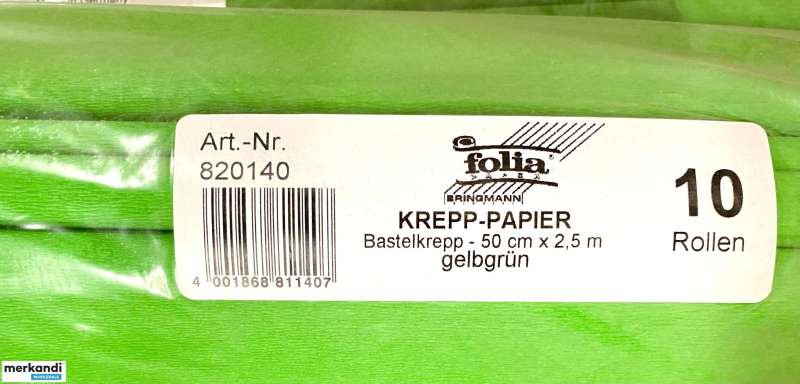 Art.-Nr.
820140
4 001868 811407
folia
BRINGMANN
KREPP-PAPIER
Bastelkrepp - 50 cm x 2,5 m
gelbgrün
10
Rollen
merkandi
WHOLESALE